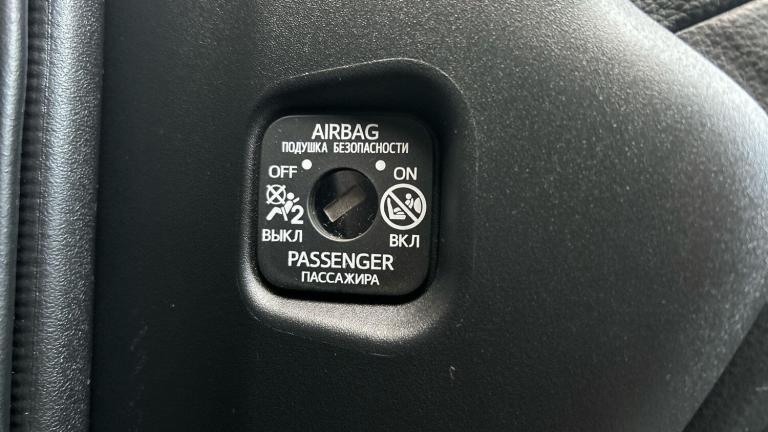 AIRBAG
ПОДУШКА БЕЗОПАСНОСТИ
OFF ON
2
ВЫКЛ ВКЛ
PASSENGER
ПАССАЖИРА